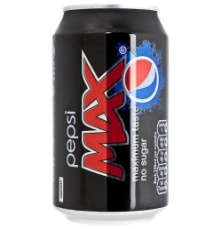 pepsi
MAX®
maximum taste
no sugar